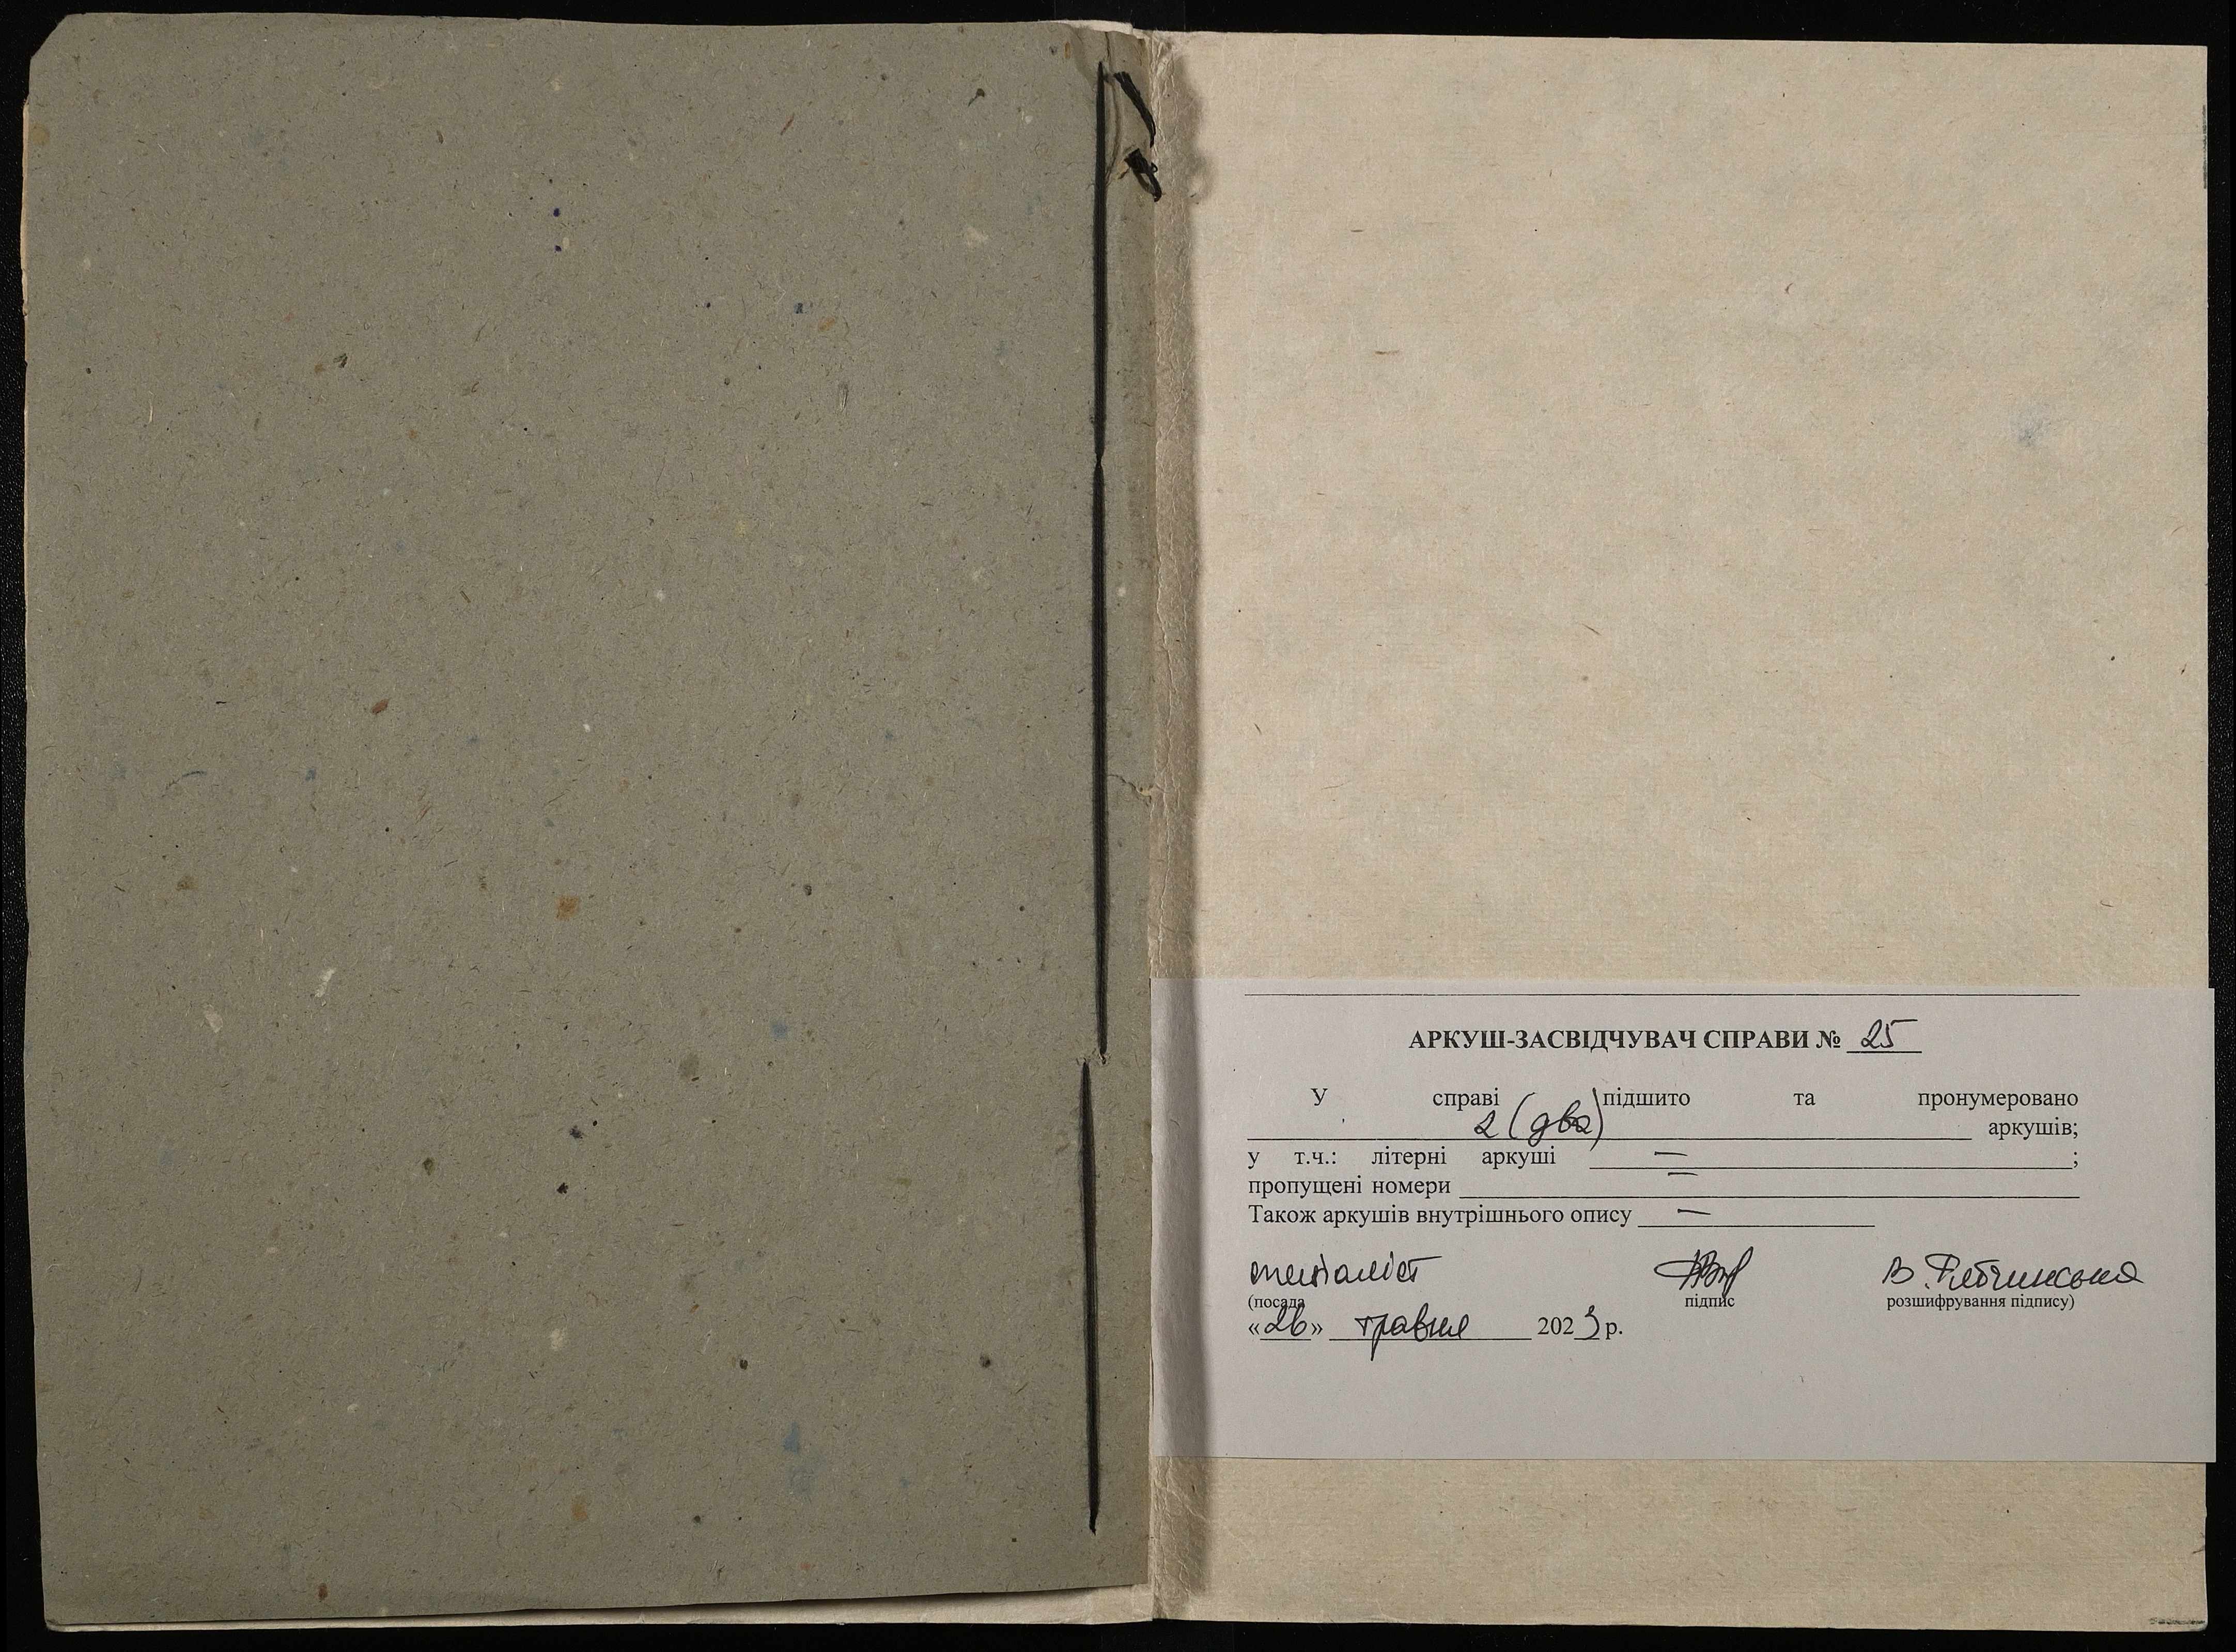 АРКУШ-ЗАСВІДЧУВАЧ СПРАВИ № 25
У справі підшито та пронумеровано
2 (два) аркушів;
у т.ч.: літерні аркуші — ;
пропущені номери —
Також аркушів внутрішнього опису —
спеціаліст В.
(посада підпис розшифрування підпису)
«26» травня 2023 р.